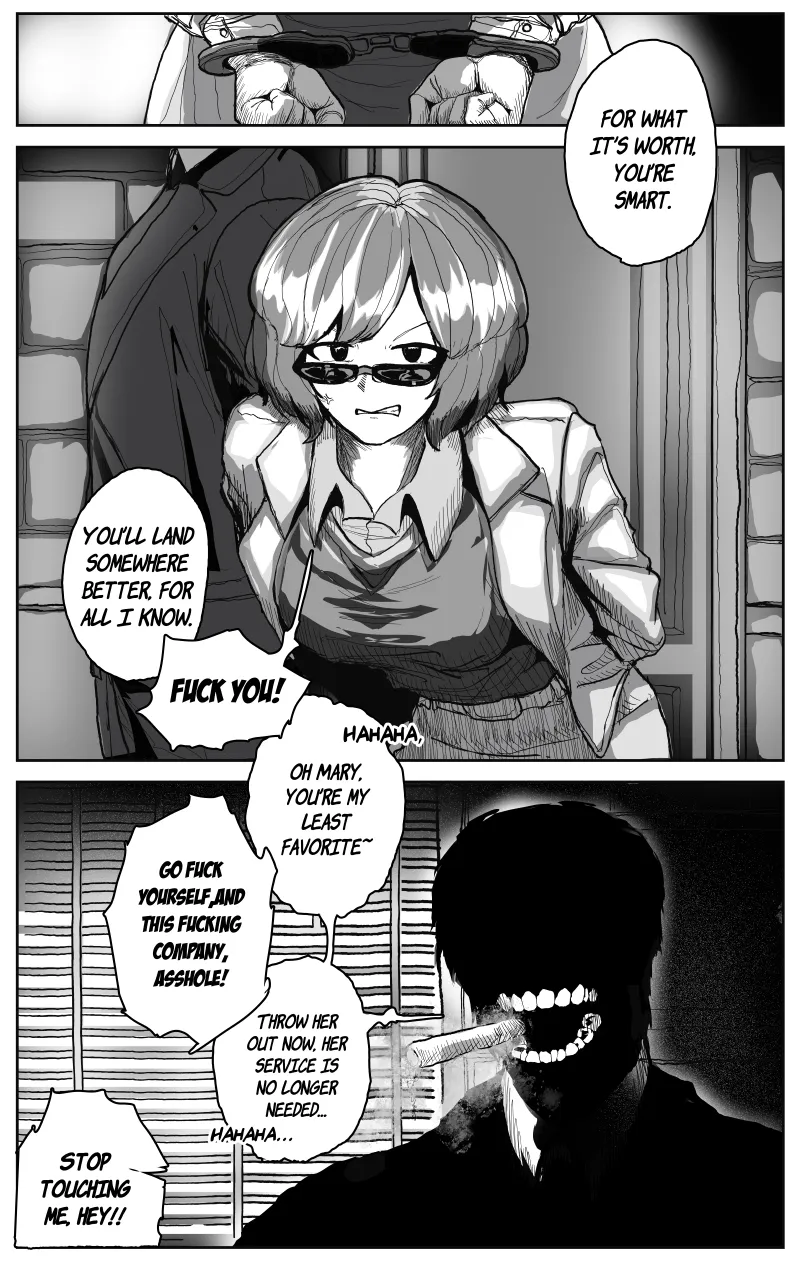 FOR WHAT
IT'S WORTH,
YOU'RE
SMART.
YOU'LL LAND
SOMEWHERE
BETTER, FOR
ALL I KNOW.
FUCK YOU!
HAHAHA,
OH MARY,
YOU'RE MY
LEAST
FAVORITE~
GO FUCK
YOURSELF,AND
THIS FUCKING
COMPANY,
ASSHOLE!
THROW HER
OUT NOW, HER
SERVICE IS
NO LONGER
NEEDED...
HAHAHA...
STOP
TOUCHING
ME, HEY!!